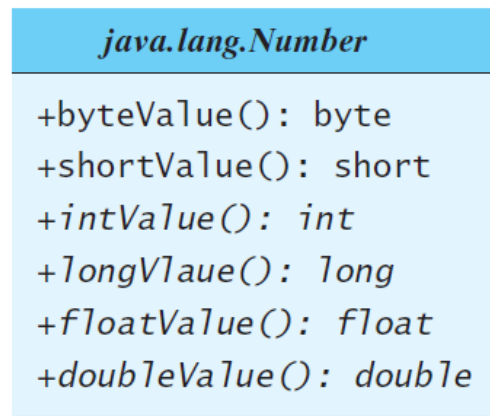 java.lang.Number
+byteValue(): byte
+shortValue(): short
+intValue(): int
+longVlaue(): long
+floatValue(): float
+doubleValue(): double